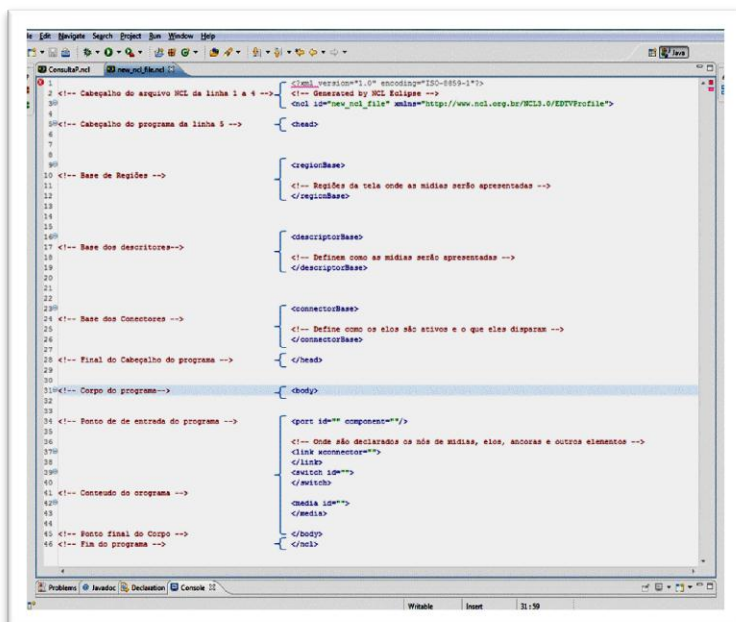 le Edit Navigate Search Project Run Window Help
Java
ConsultaP.ncl new_ncl_file.ncl
1 <?xml version="1.0" encoding="ISO-8859-1"?>
2 <!-- Cabeçalho do arquivo NCL da linha 1 a 4 --> <!-- Generated by NCL Eclipse -->
3 <ncl id="new_ncl_file" xmlns="http://www.ncl.org.br/NCL3.0/EDTVProfile">
4
5 <!-- Cabeçalho do programa da linha 5 --> <head>
6
7
8
9 <regionBase>
10 <!-- Base de Regiões -->
11 <!-- Regiões da tela onde as mídias serão apresentadas -->
12 </regionBase>
13
14
15
16 <descriptorBase>
17 <!-- Base dos descritores-->
18 <!-- Definem como as mídias serão apresentadas -->
19 </descriptorBase>
20
21
22
23 <connectorBase>
24 <!-- Base dos Conectores -->
25 <!-- Define como os elos são ativos e o que eles disparam -->
26 </connectorBase>
27
28 <!-- Final do Cabeçalho do programa --> </head>
29
30
31 <!-- Corpo do programa--> <body>
32
33
34 <!-- Ponto de de entrada do programa --> <port id="" component=""/>
35
36 <!-- Onde são declarados os nós de mídias, elos, ancoras e outros elementos -->
37 <link xconnector="">
38 </link>
39 <switch id="">
40 </switch>
41 <!-- Conteudo do orograma -->
42 <media id="">
43 </media>
44
45 <!-- Ponto final do Corpo --> </body>
46 <!-- Fim do programa --> </ncl>
Problems Javadoc Declaration Console
Writable Insert 31 : 59